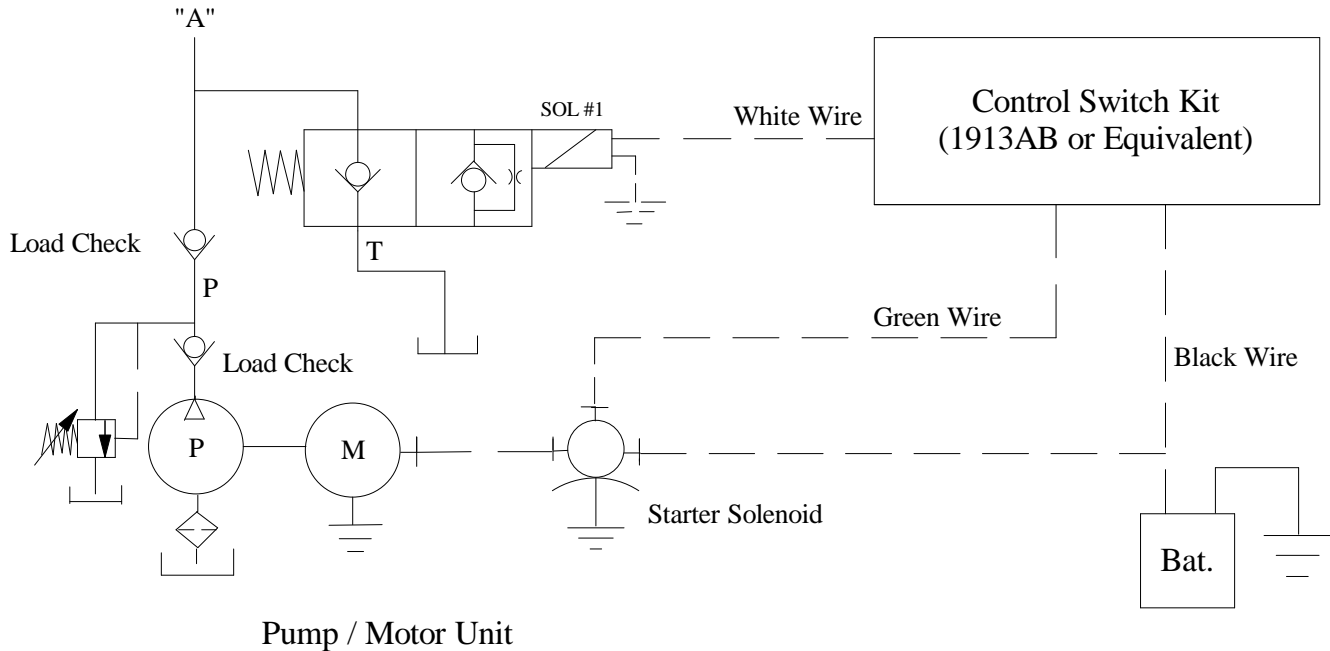 "A"
SOL #1
White Wire
Control Switch Kit
(1913AB or Equivalent)
Load Check
T
P
Green Wire
Load Check
Black Wire
P
M
Starter Solenoid
Bat.
Pump / Motor Unit